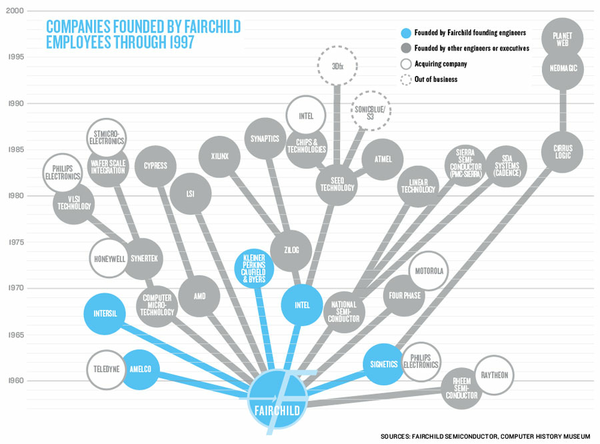 COMPANIES FOUNDED BY FAIRCHILD
EMPLOYEES THROUGH 1997
Founded by Fairchild founding engineers
Founded by other engineers or executives
Acquiring company
Out of business
2000
1995
1990
1985
1980
1975
1970
1965
1960
PLANET
WEB
NEOMAGIC
3Dfx
SONICBLUE/
S3
INTEL
CHIPS &
TECHNOLOGIES
STMICRO-
ELECTRONICS
WAFER SCALE
INTEGRATION
PHILIPS
ELECTRONICS
VLSI
TECHNOLOGY
CYPRESS
LSI
XILINX
SYNAPTICS
SEEQ
TECHNOLOGY
ATMEL
LINEAR
TECHNOLOGY
SIERRA
SEMI-
CONDUCTOR
(PMC-SIERRA)
SDA
SYSTEMS
(CADENCE)
CIRRUS
LOGIC
HONEYWELL
SYNERTEK
KLEINER
PERKINS
CAUFIELD
& BYERS
ZILOG
COMPUTER
MICRO-
TECHNOLOGY
AMD
INTEL
NATIONAL
SEMI-
CONDUCTOR
FOUR PHASE
MOTOROLA
INTERSIL
TELEDYNE
AMELCO
SIGNETICS
PHILIPS
ELECTRONICS
RHEEM
SEMI-
CONDUCTOR
RAYTHEON
FAIRCHILD
SOURCES: FAIRCHILD SEMICONDUCTOR, COMPUTER HISTORY MUSEUM